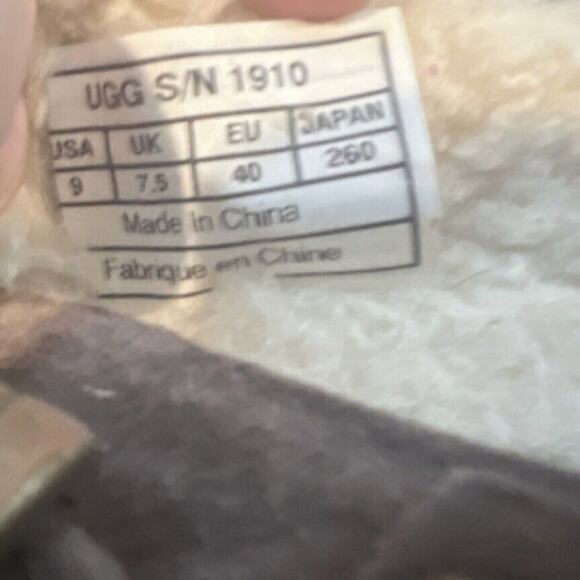 UGG S/N 1910
USA UK EU JAPAN
9 7.5 40 260
Made in China
Fabrique en Chine